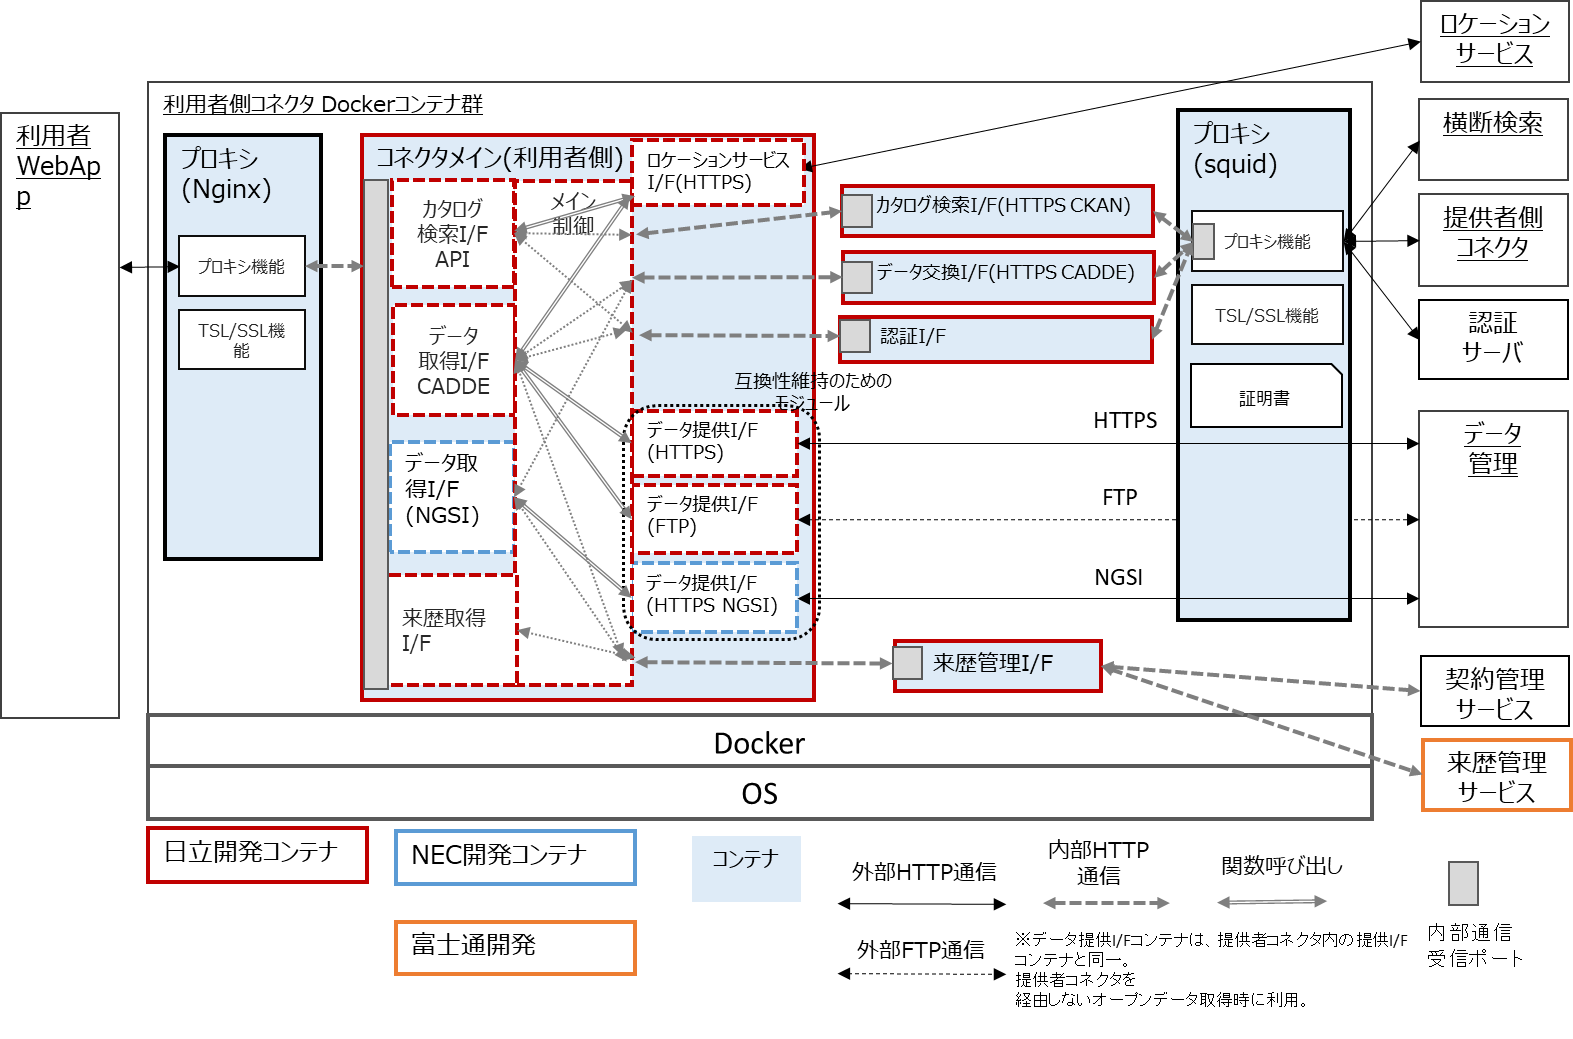 ロケーション
サービス
利用者側コネクタ Dockerコンテナ群
利用者
WebAp
p
プロキシ
(Nginx)
プロキシ機能
TSL/SSL機
能
コネクタメイン(利用者側)
カタログ
検索I/F
API
メイン
制御
データ
取得I/F
CADDE
データ取
得I/F
(NGSI)
来歴取得
I/F
ロケーションサービス
I/F(HTTPS)
カタログ検索I/F(HTTPS CKAN)
データ交換I/F(HTTPS CADDE)
認証I/F
互換性維持のための
モジュール
データ提供I/F
(HTTPS)
データ提供I/F
(FTP)
データ提供I/F
(HTTPS NGSI)
来歴管理I/F
HTTPS
FTP
NGSI
プロキシ
(squid)
プロキシ機能
TSL/SSL機能
証明書
横断検索
提供者側
コネクタ
認証
サーバ
データ
管理
契約管理
サービス
来歴管理
サービス
Docker
OS
日立開発コンテナ
NEC開発コンテナ
富士通開発
コンテナ
外部HTTP通信
内部HTTP
通信
関数呼び出し
外部FTP通信
※データ提供I/Fコンテナは、提供者コネクタ内の提供I/F
コンテナと同一。
提供者コネクタを
経由しないオープンデータ取得時に利用。
内部通信
受信ポート